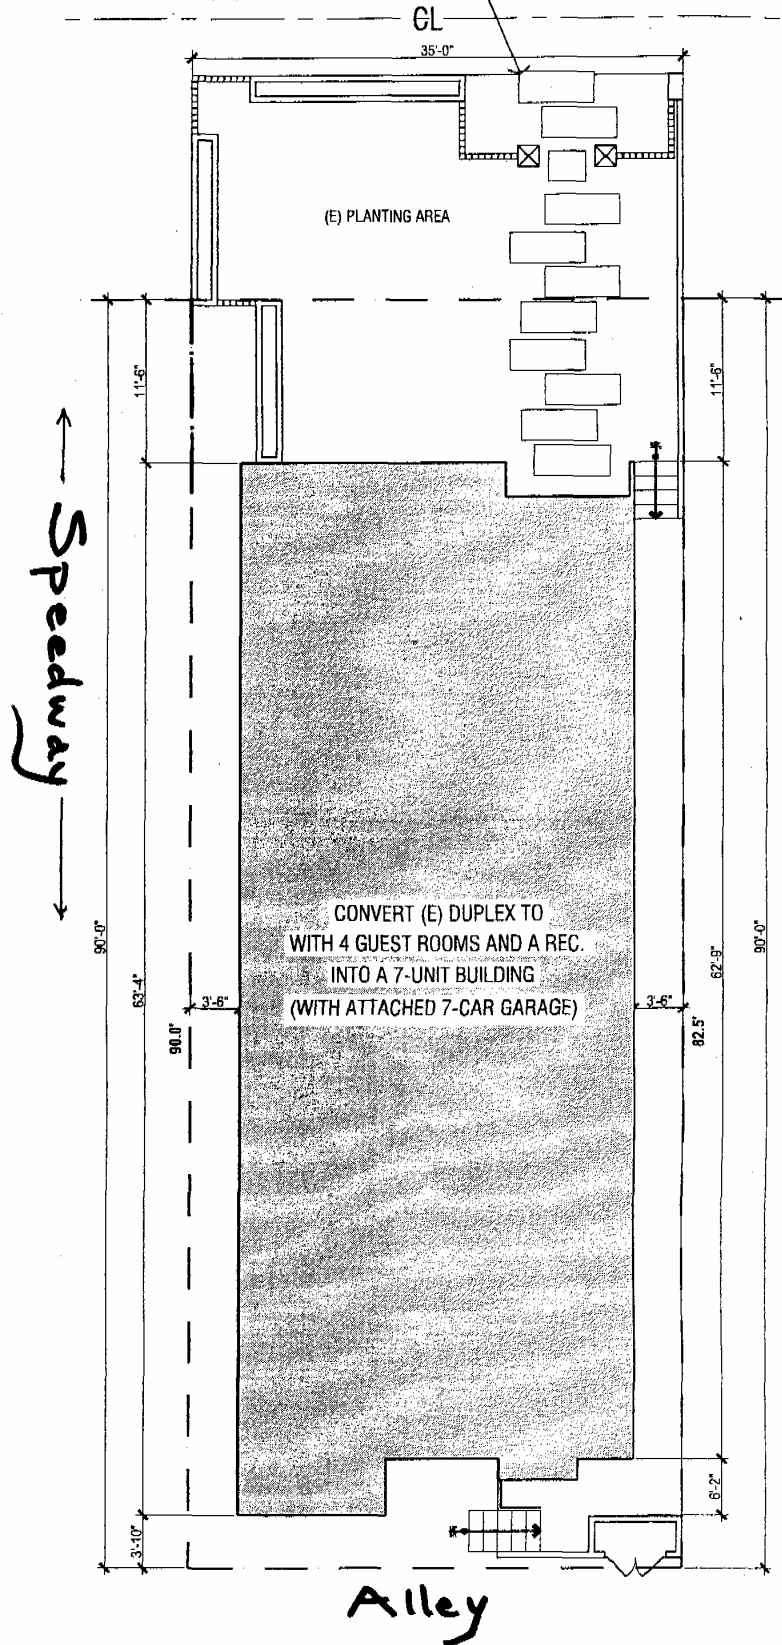 CL
35'-0"
(E) PLANTING AREA
11'-6"
11'-6"
Speedway
CONVERT (E) DUPLEX TO
WITH 4 GUEST ROOMS AND A REC.
INTO A 7-UNIT BUILDING
(WITH ATTACHED 7-CAR GARAGE)
90'-0"
63'-4"
3'-6"
90.0'
3'-6"
82.5'
62'-9"
90'-0"
6'-2"
3'-10"
Alley